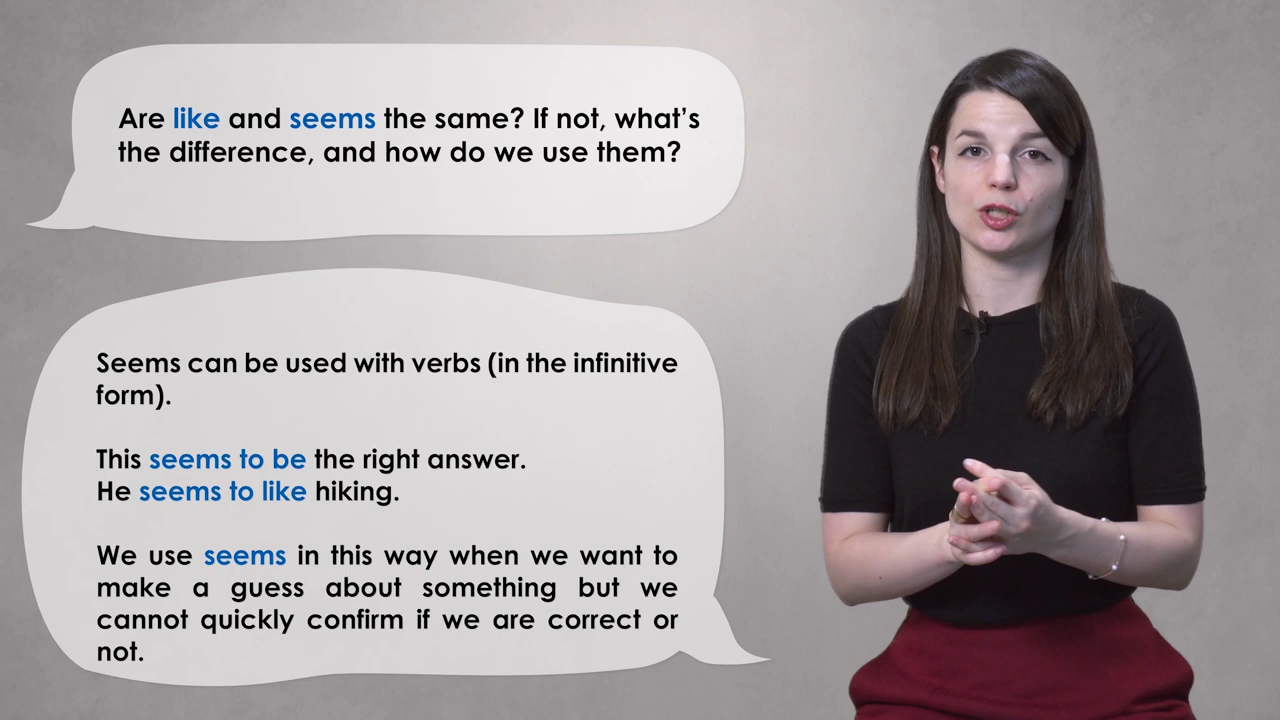 Are like and seems the same? If not, what's
the difference, and how do we use them?
Seems can be used with verbs (in the infinitive
form).
This seems to be the right answer.
He seems to like hiking.
We use seems in this way when we want to
make a guess about something but we
cannot quickly confirm if we are correct or
not.